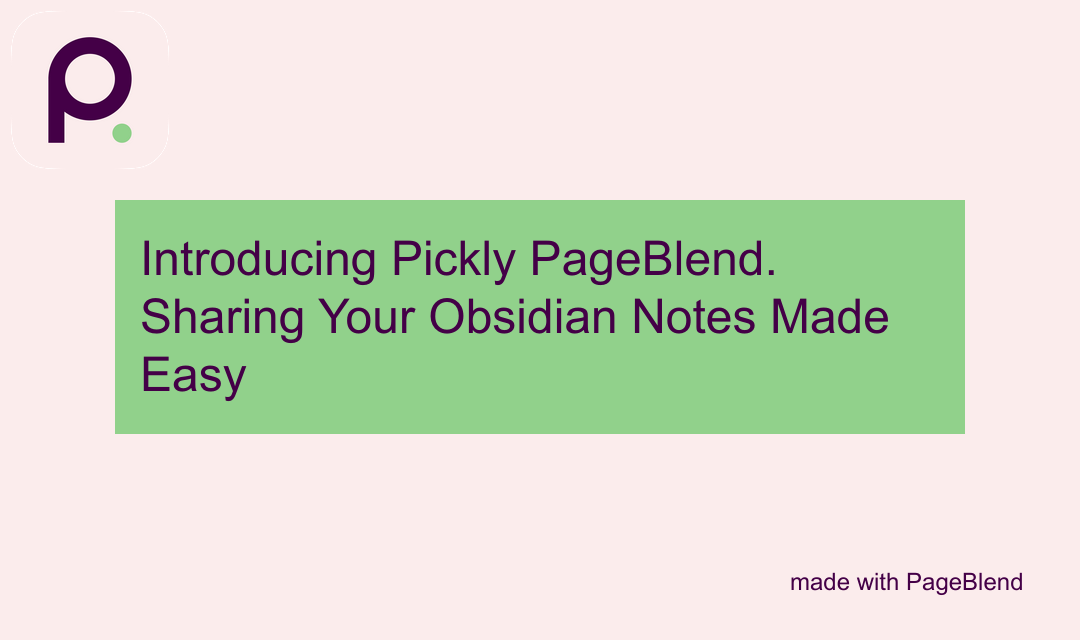 p.
Introducing Pickly PageBlend.
Sharing Your Obsidian Notes Made
Easy
made with PageBlend